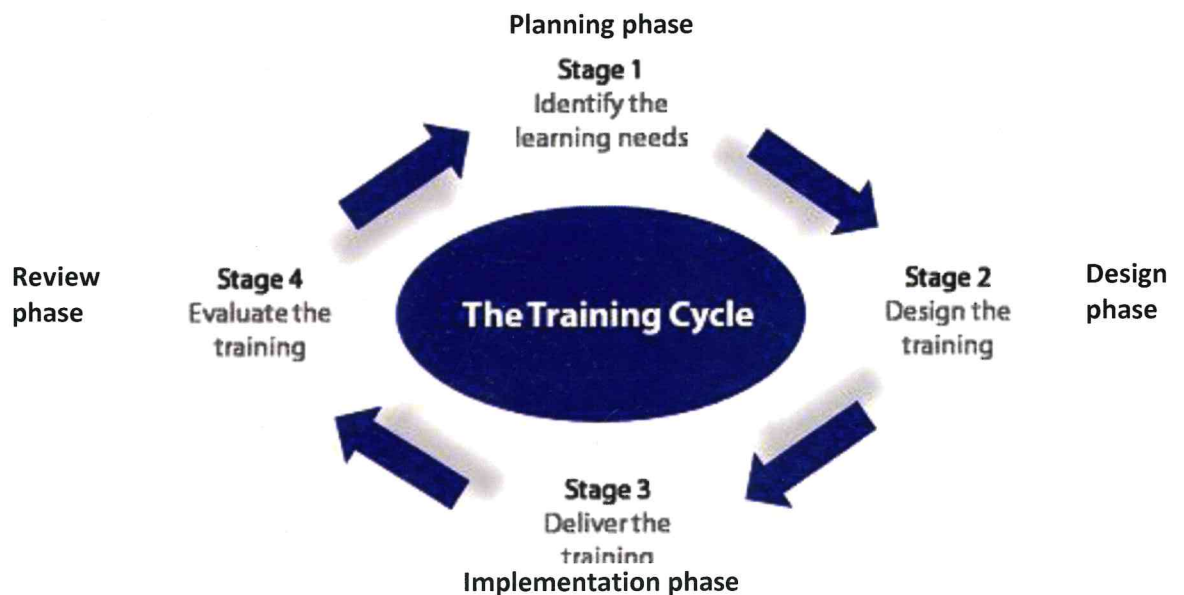 Planning phase
Stage 1
Identify the
learning needs
Review
phase
Stage 4
Evaluate the
training
The Training Cycle
Stage 2
Design the
training
Design
phase
Stage 3
Deliver the
training
Implementation phase